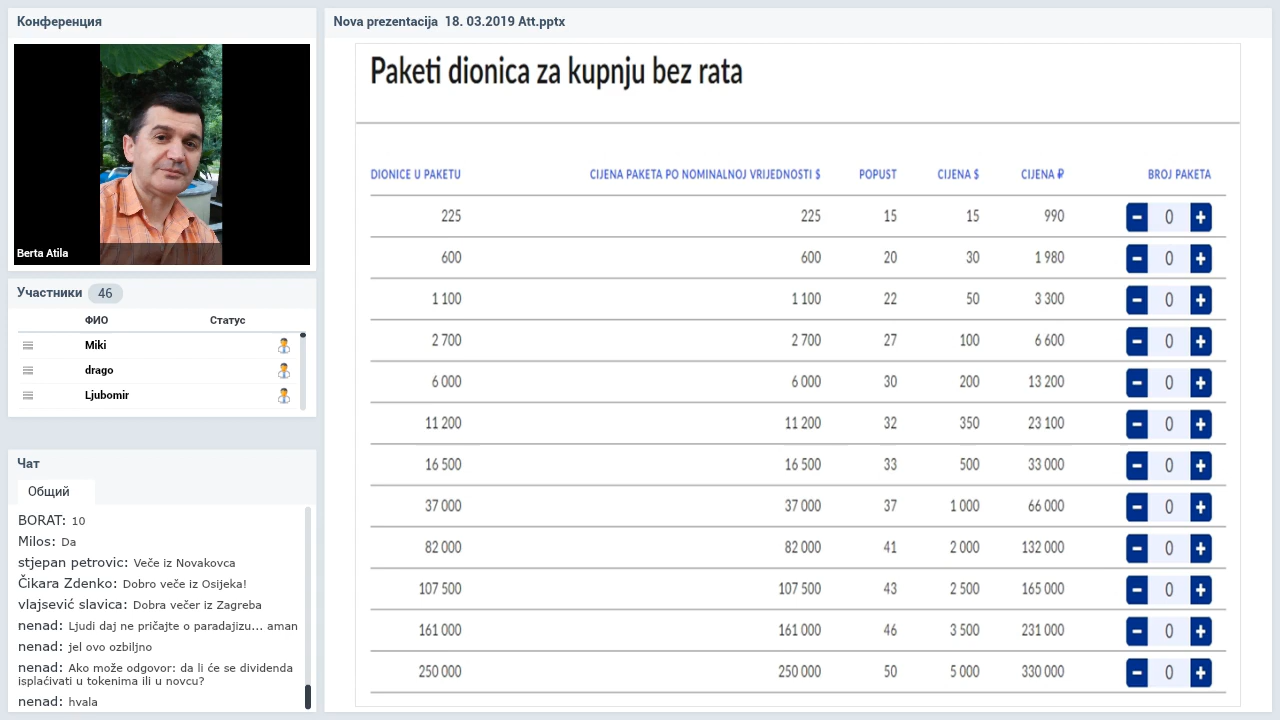 Конференция
Berta Atila
Участники 46
ФИО Статус
Miki
drago
Ljubomir
Чат
Общий
BORAT: 10
Milos: Da
stjepan petrovic: Veče iz Novakovca
Čikara Zdenko: Dobro veče iz Osijeka!
vlajsević slavica: Dobra večer iz Zagreba
nenad: Ljudi daj ne pričajte o paradajizu... aman
nenad: jel ovo ozbiljno
nenad: Ako može odgovor: da li će se dividenda
isplaćivati u tokenima ili u novcu?
nenad: hvala
Nova prezentacija 18. 03.2019 Att.pptx
Paketi dionica za kupnju bez rata
DIONICE U PAKETU CIJENA PAKETA PO NOMINALNOJ VRIJEDNOSTI $ POPUST CIJENA $ CIJENA ₽ BROJ PAKETA
225 225 15 15 990 − 0 +
600 600 20 30 1 980 − 0 +
1 100 1 100 22 50 3 300 − 0 +
2 700 2 700 27 100 6 600 − 0 +
6 000 6 000 30 200 13 200 − 0 +
11 200 11 200 32 350 23 100 − 0 +
16 500 16 500 33 500 33 000 − 0 +
37 000 37 000 37 1 000 66 000 − 0 +
82 000 82 000 41 2 000 132 000 − 0 +
107 500 107 500 43 2 500 165 000 − 0 +
161 000 161 000 46 3 500 231 000 − 0 +
250 000 250 000 50 5 000 330 000 − 0 +